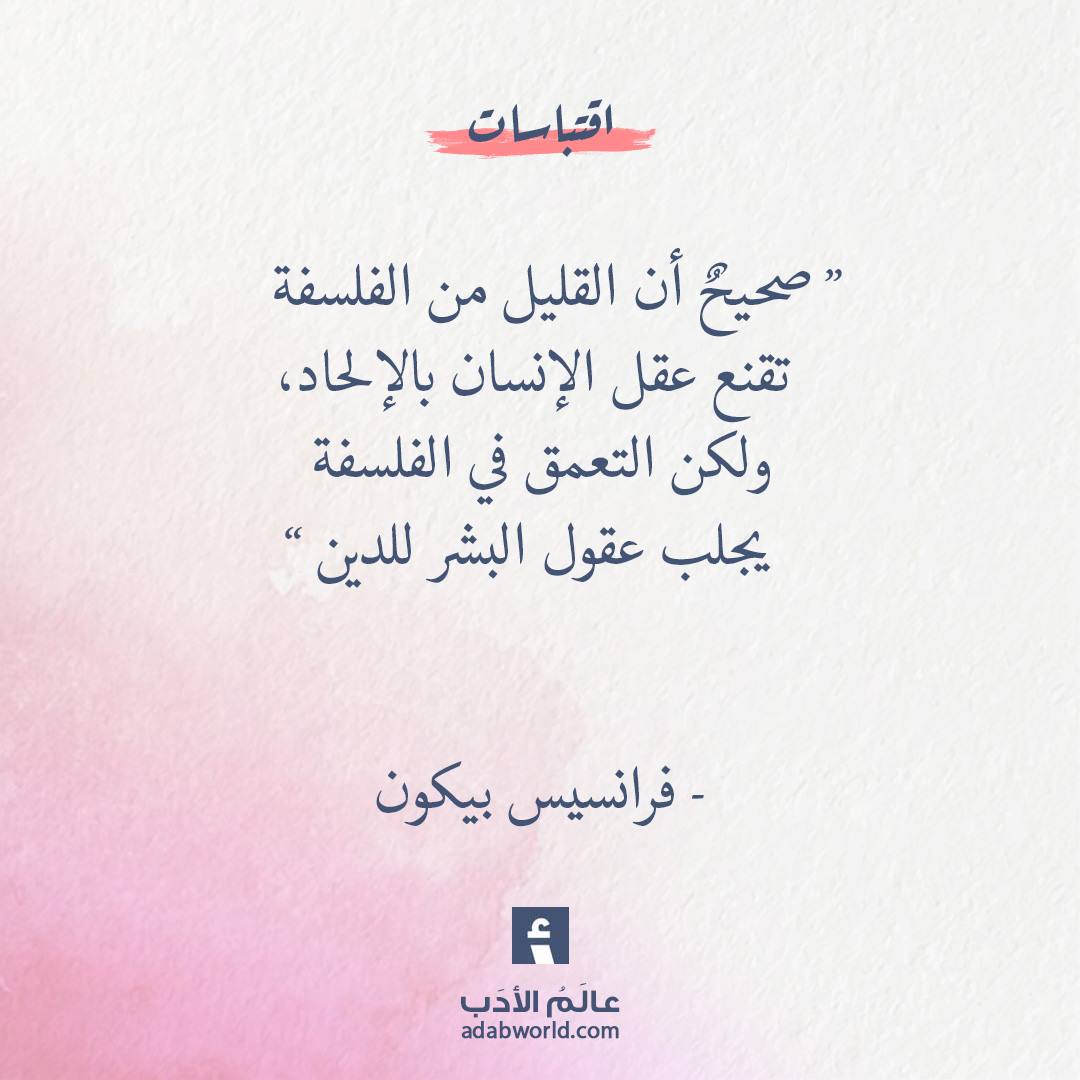 اقتباسات
” صحيحٌ أن القليل من الفلسفة
تقنع عقل الإنسان بالإلحاد،
ولكن التعمق في الفلسفة
يجلب عقول البشر للدين “
- فرانسيس بيكون
أ
عالَمُ الأدَب
adabworld.com